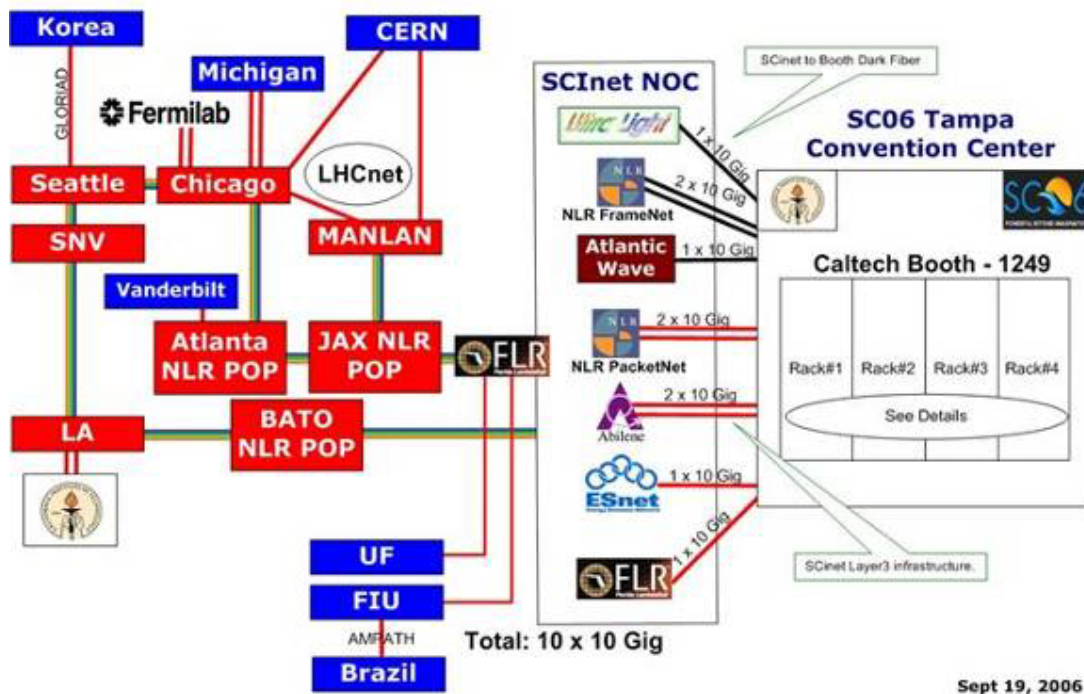 Korea
CERN
Michigan
GLORIAD
Fermilab
Seattle
Chicago
LHCnet
SNV
MANLAN
Vanderbilt
Atlanta
NLR POP
JAX NLR
POP
FLR
LA
BATO
NLR POP
UF
FIU
AMPATH
Brazil
Total: 10 x 10 Gig
SCInet NOC
Ultra Light
1 x 10 Gig
NLR
NLR FrameNet
2 x 10 Gig
Atlantic
Wave
1 x 10 Gig
NLR
NLR PacketNet
2 x 10 Gig
Abilene
2 x 10 Gig
ESnet
1 x 10 Gig
FLR
1 x 10 Gig
SCinet to Booth Dark Fiber
SC06 Tampa
Convention Center
Caltech Booth - 1249
Rack#1
Rack#2
Rack#3
Rack#4
See Details
SCinet Layer3 infrastructure.
Sept 19, 2006